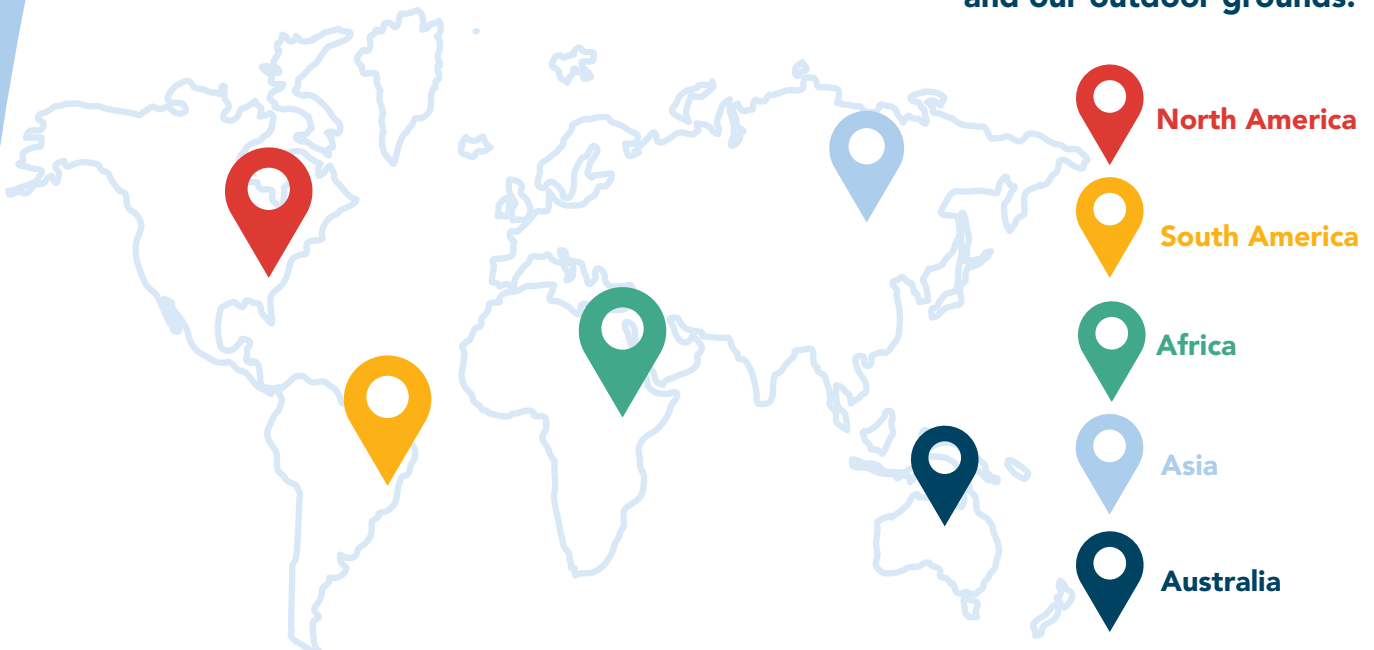 and our outdoor grounds.
North America
South America
Africa
Asia
Australia